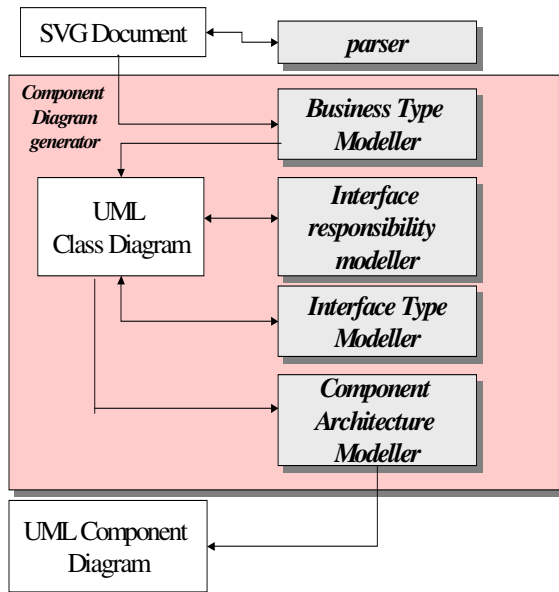 SVG Document
parser
Component
Diagram
generator
Business Type
Modeller
UML
Class Diagram
Interface
responsibility
modeller
Interface Type
Modeller
Component
Architecture
Modeller
UML Component
Diagram